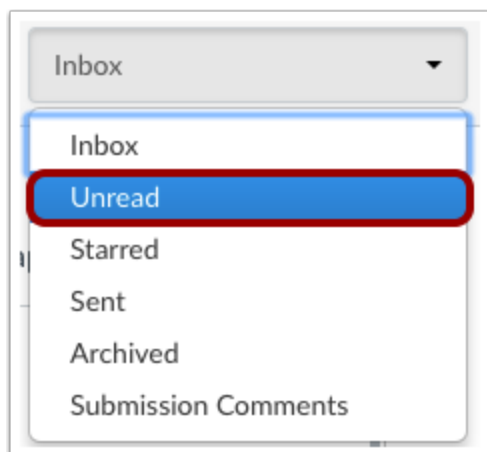 Inbox
Inbox
Unread
Starred
Sent
Archived
Submission Comments